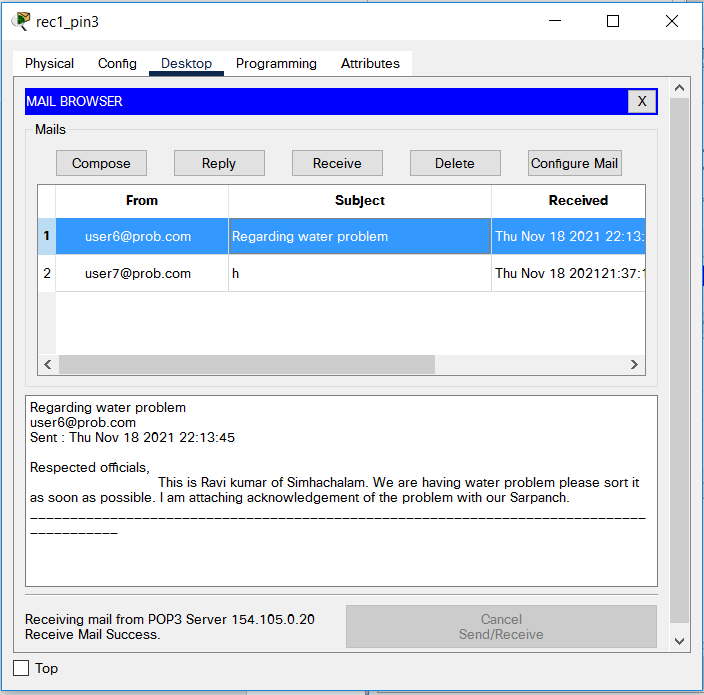 rec1_pin3
Physical Config Desktop Programming Attributes
MAIL BROWSER X
Mails
Compose Reply Receive Delete Configure Mail
From Subject Received
1 user6@prob.com Regarding water problem Thu Nov 18 2021 22:13:
2 user7@prob.com h Thu Nov 18 202121:37:1
Regarding water problem
user6@prob.com
Sent : Thu Nov 18 2021 22:13:45
Respected officials,
This is Ravi kumar of Simhachalam. We are having water problem please sort it
as soon as possible. I am attaching acknowledgement of the problem with our Sarpanch.
Receiving mail from POP3 Server 154.105.0.20
Receive Mail Success.
Cancel
Send/Receive
Top